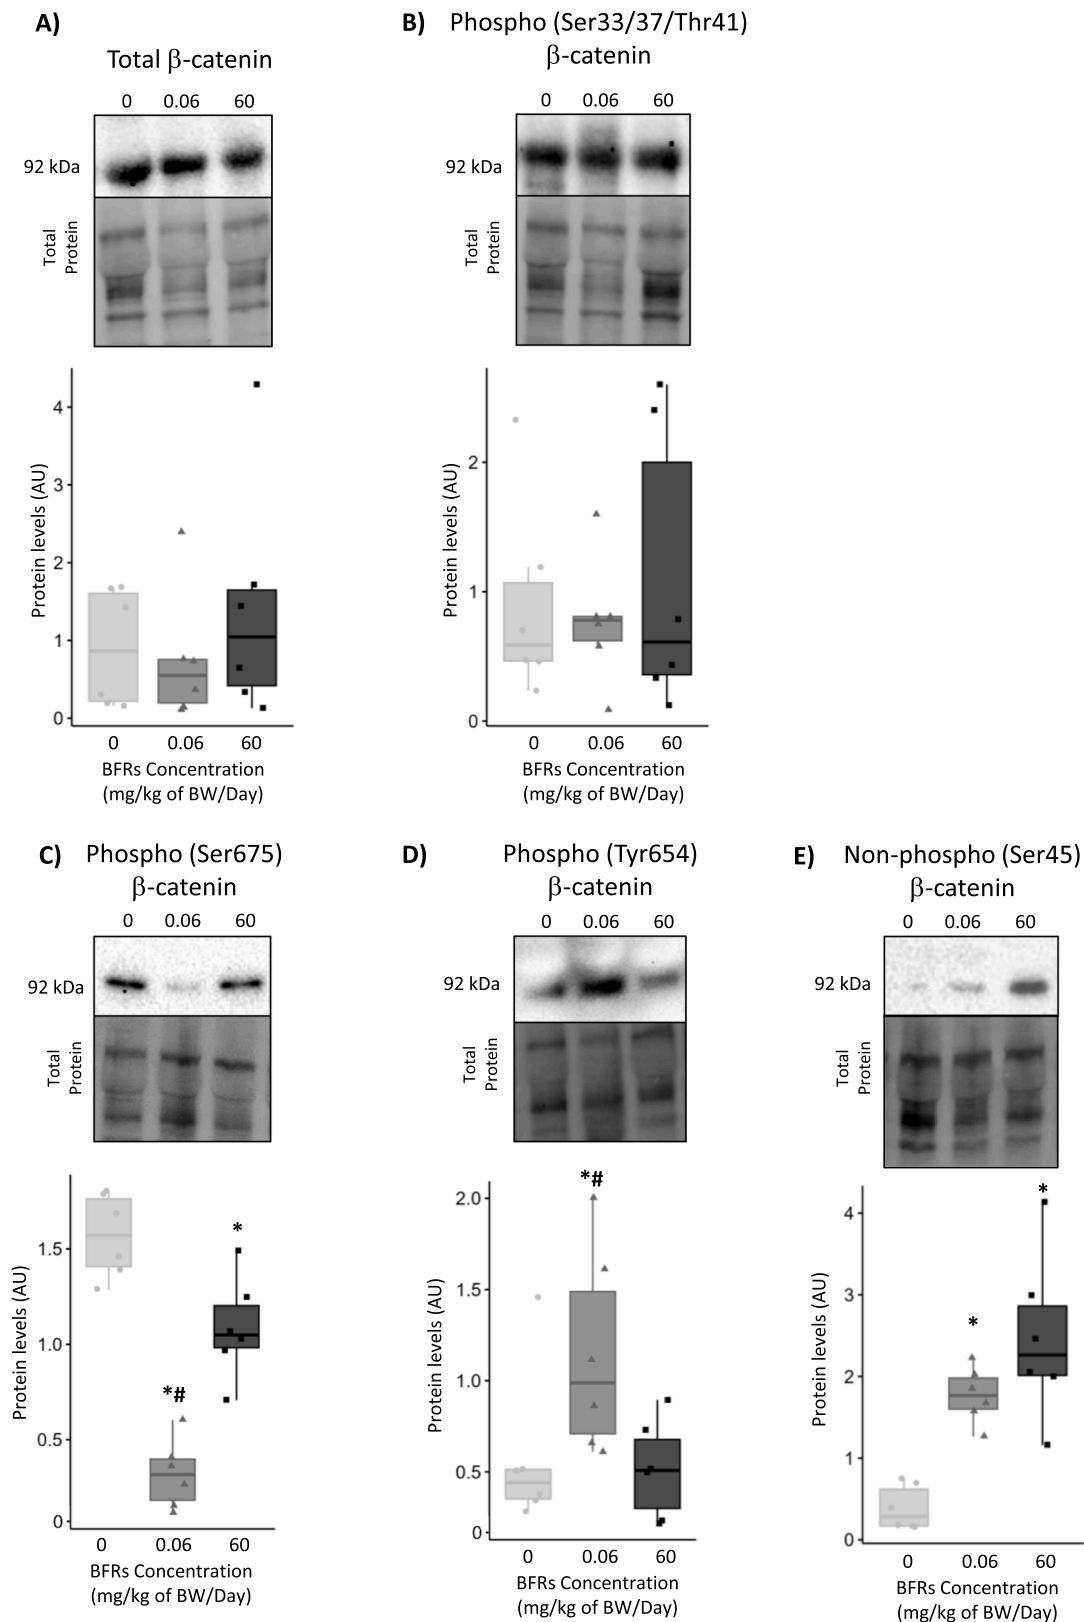 A)
Total β-catenin
0 0.06 60
92 kDa
Total
Protein
Protein levels (AU)
4
3
2
1
0
0 0.06 60
BFRs Concentration
(mg/kg of BW/Day)
B) Phospho (Ser33/37/Thr41)
β-catenin
0 0.06 60
92 kDa
Total
Protein
Protein levels (AU)
2
1
0
0 0.06 60
BFRs Concentration
(mg/kg of BW/Day)
C) Phospho (Ser675)
β-catenin
0 0.06 60
92 kDa
Total
Protein
Protein levels (AU)
1.5
1.0
0.5
0
*#
*
0 0.06 60
BFRs Concentration
(mg/kg of BW/Day)
D) Phospho (Tyr654)
β-catenin
0 0.06 60
92 kDa
Total
Protein
Protein levels (AU)
2.0
1.5
1.0
0.5
0
*#
0 0.06 60
BFRs Concentration
(mg/kg of BW/Day)
E) Non-phospho (Ser45)
β-catenin
0 0.06 60
92 kDa
Total
Protein
Protein levels (AU)
4
3
2
1
0
*
*
0 0.06 60
BFRs Concentration
(mg/kg of BW/Day)